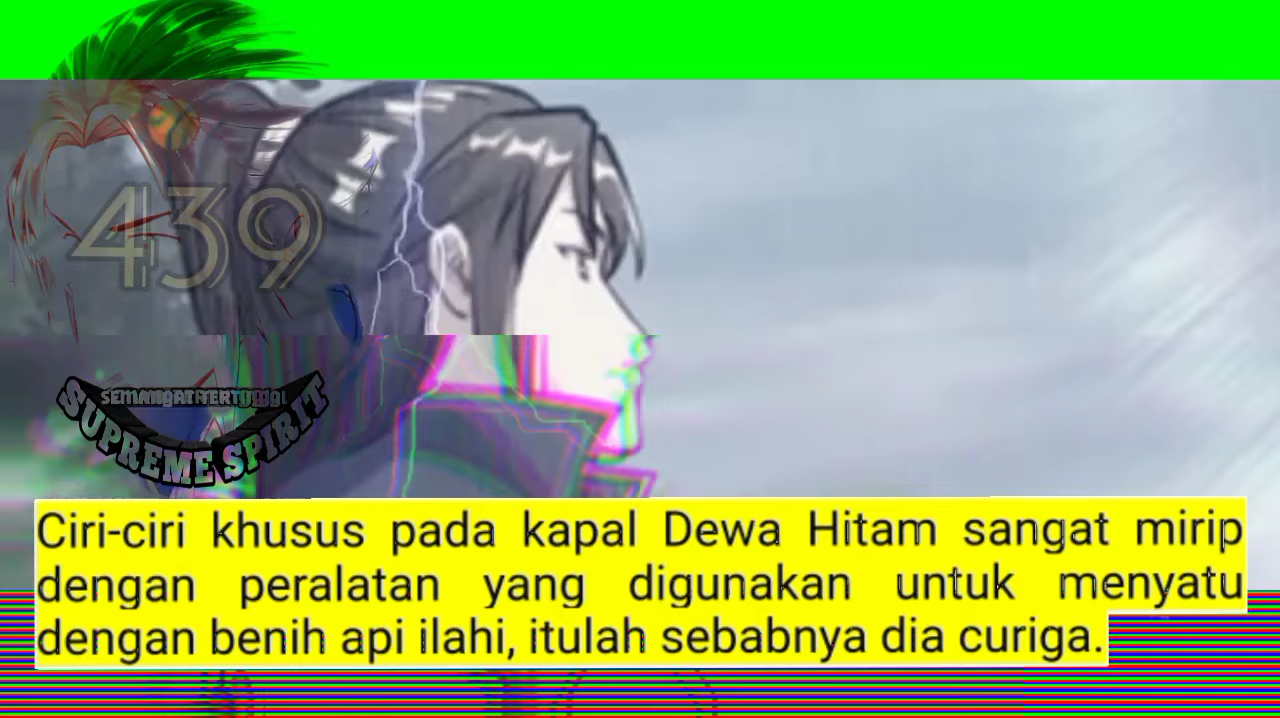 439
SUPREME SPIRIT
Ciri-ciri khusus pada kapal Dewa Hitam sangat mirip
dengan peralatan yang digunakan untuk menyatu
dengan benih api ilahi, itulah sebabnya dia curiga.